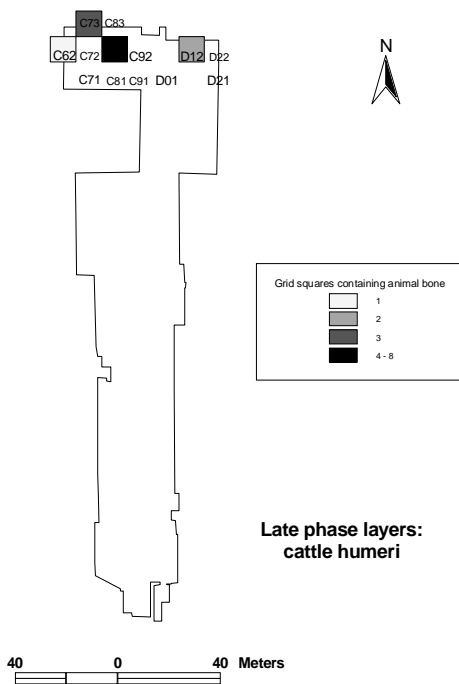 C73 C83
C62 C72 C92 D12 D22
C71 C81 C91 D01 D21
N
Grid squares containing animal bone
1
2
3
4 - 8
Late phase layers:
cattle humeri
40 0 40 Meters